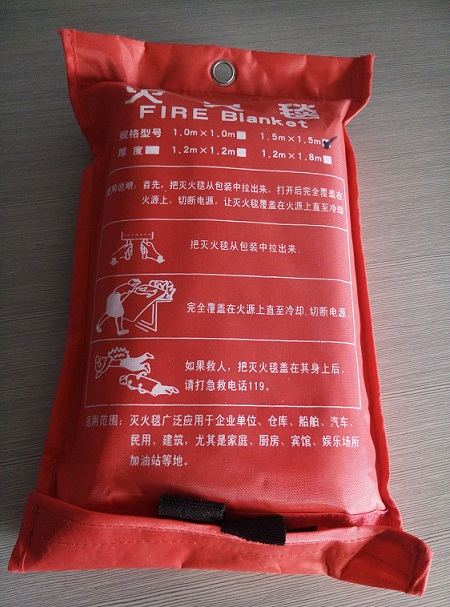 灭火毯
FIRE Blanket
规格型号 1.0m×1.0m 1.5m×1.5m
厚度 1.2m×1.2m 1.2m×1.8m
使用说明：首先，把灭火毯从包装中拉出来，打开后完全覆盖在
火源上，切断电源，让灭火毯覆盖在火源上直至冷却
把灭火毯从包装中拉出来.
完全覆盖在火源上直至冷却.切断电源
如果救人，把灭火毯盖在其身上后，
请打急救电话119。
适用范围：灭火毯广泛应用于企业单位、仓库、船舶、汽车、
民用、建筑，尤其是家庭、厨房、宾馆、娱乐场所
加油站等地。